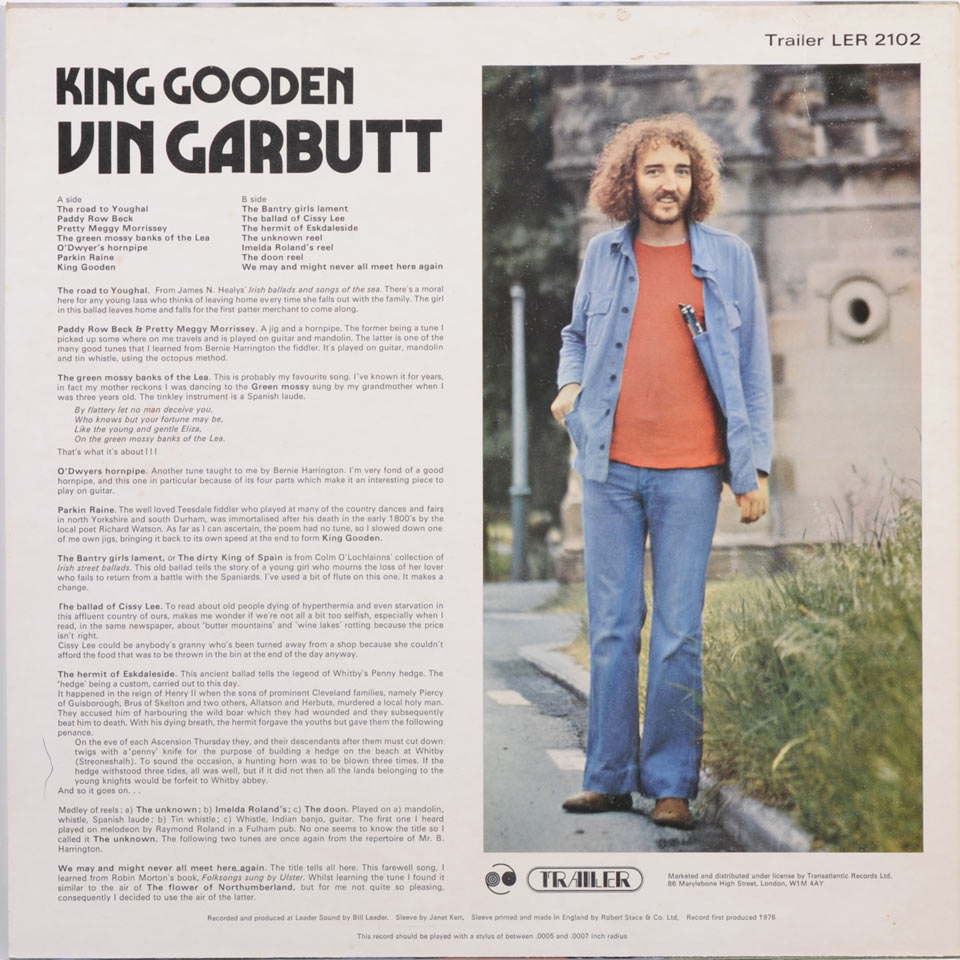 Trailer LER 2102
KING GOODEN
VIN GARBUTT
A side
The road to Youghal
Paddy Row Beck
Pretty Meggy Morrissey
The green mossy banks of the Lea
O'Dwyer's hornpipe
Parkin Raine
King Gooden
B side
The Bantry girls lament
The ballad of Cissy Lee
The hermit of Eskdaleside
The unknown reel
Imelda Roland's reel
The doon reel
We may and might never all meet here again
The road to Youghal. From James N. Healys' Irish ballads and songs of the sea. There's a moral
here for any young lass who thinks of leaving home every time she falls out with the family. The girl
in this ballad leaves home and falls for the first patter merchant to come along.
Paddy Row Beck & Pretty Meggy Morrissey. A jig and a hornpipe. The former being a tune I
picked up some where on me travels and is played on guitar and mandolin. The latter is one of the
many good tunes that I learned from Bernie Harrington the fiddler. It's played on guitar, mandolin
and tin whistle, using the octopus method.
The green mossy banks of the Lea. This is probably my favourite song. I've known it for years,
in fact my mother reckons I was dancing to the Green mossy sung by my grandmother when I
was three years old. The tinkley instrument is a Spanish laude.
By flattery let no man deceive you,
Who knows but your fortune may be,
Like the young and gentle Eliza,
On the green mossy banks of the Lea.
That's what it's about!!!
O'Dwyers hornpipe. Another tune taught to me by Bernie Harrington. I'm very fond of a good
hornpipe, and this one in particular because of its four parts which make it an interesting piece to
play on guitar.
Parkin Raine. The well loved Teesdale fiddler who played at many of the country dances and fairs
in north Yorkshire and south Durham, was immortalised after his death in the early 1800's by the
local poet Richard Watson. As far as I can ascertain, the poem had no tune, so I slowed down one
of me own jigs, bringing it back to its own speed at the end to form King Gooden.
The Bantry girls lament, or The dirty King of Spain is from Colm O'Lochlainns' collection of
Irish street ballads. This old ballad tells the story of a young girl who mourns the loss of her lover
who fails to return from a battle with the Spaniards. I've used a bit of flute on this one. It makes a
change.
The ballad of Cissy Lee. To read about old people dying of hyperthermia and even starvation in
this affluent country of ours, makes me wonder if we're not all a bit too selfish, especially when I
read, in the same newspaper, about 'butter mountains' and 'wine lakes' rotting because the price
isn't right.
Cissy Lee could be anybody's granny who's been turned away from a shop because she couldn't
afford the food that was to be thrown in the bin at the end of the day anyway.
The hermit of Eskdaleside. This ancient ballad tells the legend of Whitby's Penny hedge. The
'hedge' being a custom, carried out to this day.
It happened in the reign of Henry II when the sons of prominent Cleveland families, namely Piercy
of Guisborough, Brus of Skelton and two others, Allatson and Herbuts, murdered a local holy man.
They accused him of harbouring the wild boar which they had wounded and they subsequently
beat him to death. With his dying breath, the hermit forgave the youths but gave them the following
penance.
On the eve of each Ascension Thursday they, and their descendants after them must cut down
twigs with a 'penny' knife for the purpose of building a hedge on the beach at Whitby
(Streoneshalh). To sound the occasion, a hunting horn was to be blown three times. If the
hedge withstood three tides, all was well, but if it did not then all the lands belonging to the
young knights would be forfeit to Whitby abbey.
And so it goes on. . .
Medley of reels: a) The unknown; b) Imelda Roland's; c) The doon. Played on a) mandolin,
whistle, Spanish laude; b) Tin whistle; c) Whistle, Indian banjo, guitar. The first one I heard
played on melodeon by Raymond Roland in a Fulham pub. No one seems to know the title so I
called it The unknown. The following two tunes are once again from the repertoire of Mr. B.
Harrington.
We may and might never all meet here again. The title tells all here. This farewell song, I
learned from Robin Morton's book, Folksongs sung by Ulster. Whilst learning the tune I found it
similar to the air of The flower of Northumberland, but for me not quite so pleasing,
consequently I decided to use the air of the latter.
TRAILER
Marketed and distributed under license by Transatlantic Records Ltd.
86 Marylebone High Street, London, W1M 4AY
Recorded and produced at Leader Sound by Bill Leader. Sleeve by Janet Kerr, Sleeve printed and made in England by Robert Stace & Co. Ltd, Record first produced 1976
This record should be played with a stylus of between .0005 and .0007 inch radius